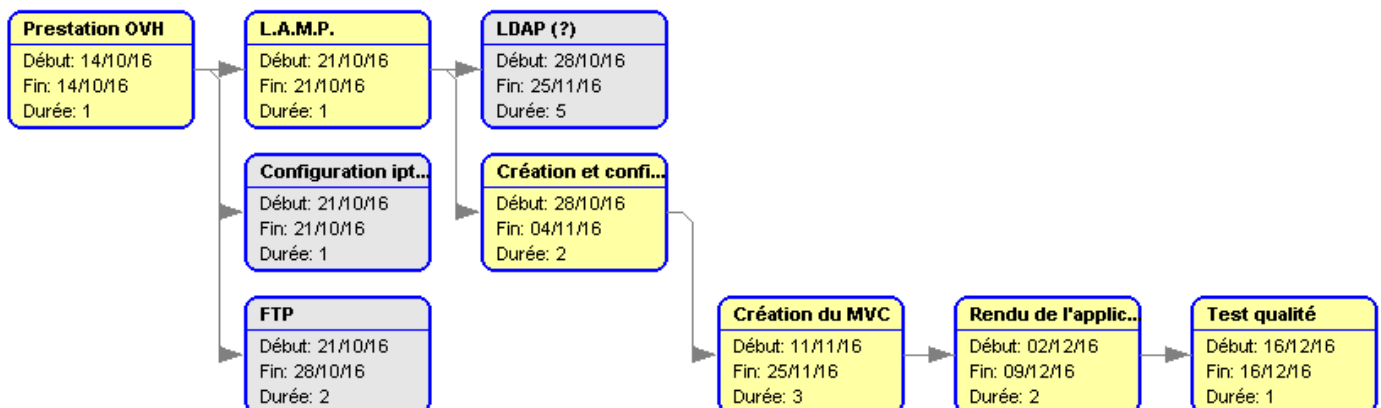 Prestation OVH
Début: 14/10/16
Fin: 14/10/16
Durée: 1
L.A.M.P.
Début: 21/10/16
Fin: 21/10/16
Durée: 1
LDAP (?)
Début: 28/10/16
Fin: 25/11/16
Durée: 5
Configuration ipt...
Début: 21/10/16
Fin: 21/10/16
Durée: 1
Création et confi...
Début: 28/10/16
Fin: 04/11/16
Durée: 2
FTP
Début: 21/10/16
Fin: 28/10/16
Durée: 2
Création du MVC
Début: 11/11/16
Fin: 25/11/16
Durée: 3
Rendu de l'applic...
Début: 02/12/16
Fin: 09/12/16
Durée: 2
Test qualité
Début: 16/12/16
Fin: 16/12/16
Durée: 1